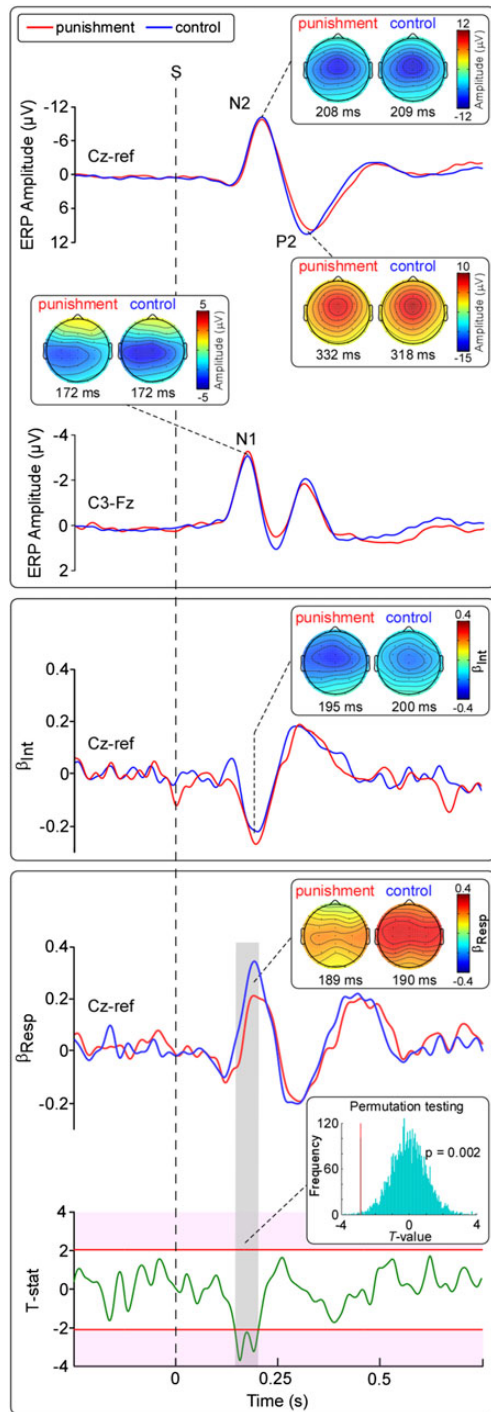 punishment control
punishment control
12
Amplitude (µV)
-12
208 ms 209 ms
S
N2
-12
-6
0
6
12
ERP Amplitude (µV)
Cz-ref
P2
punishment control
10
Amplitude (µV)
-15
332 ms 318 ms
punishment control
5
Amplitude (µV)
-5
172 ms 172 ms
N1
-4
-2
0
2
ERP Amplitude (µV)
C3-Fz
punishment control
0.4
βInt
-0.4
195 ms 200 ms
0.4
0.2
0
-0.2
βInt
Cz-ref
punishment control
0.4
βResp
-0.4
189 ms 190 ms
0.4
0.2
0
-0.2
βResp
Cz-ref
Permutation testing
120
60
0
Frequency
p = 0.002
-4 0 4
T-value
4
2
0
-2
-4
T-stat
0 0.25 0.5
Time (s)